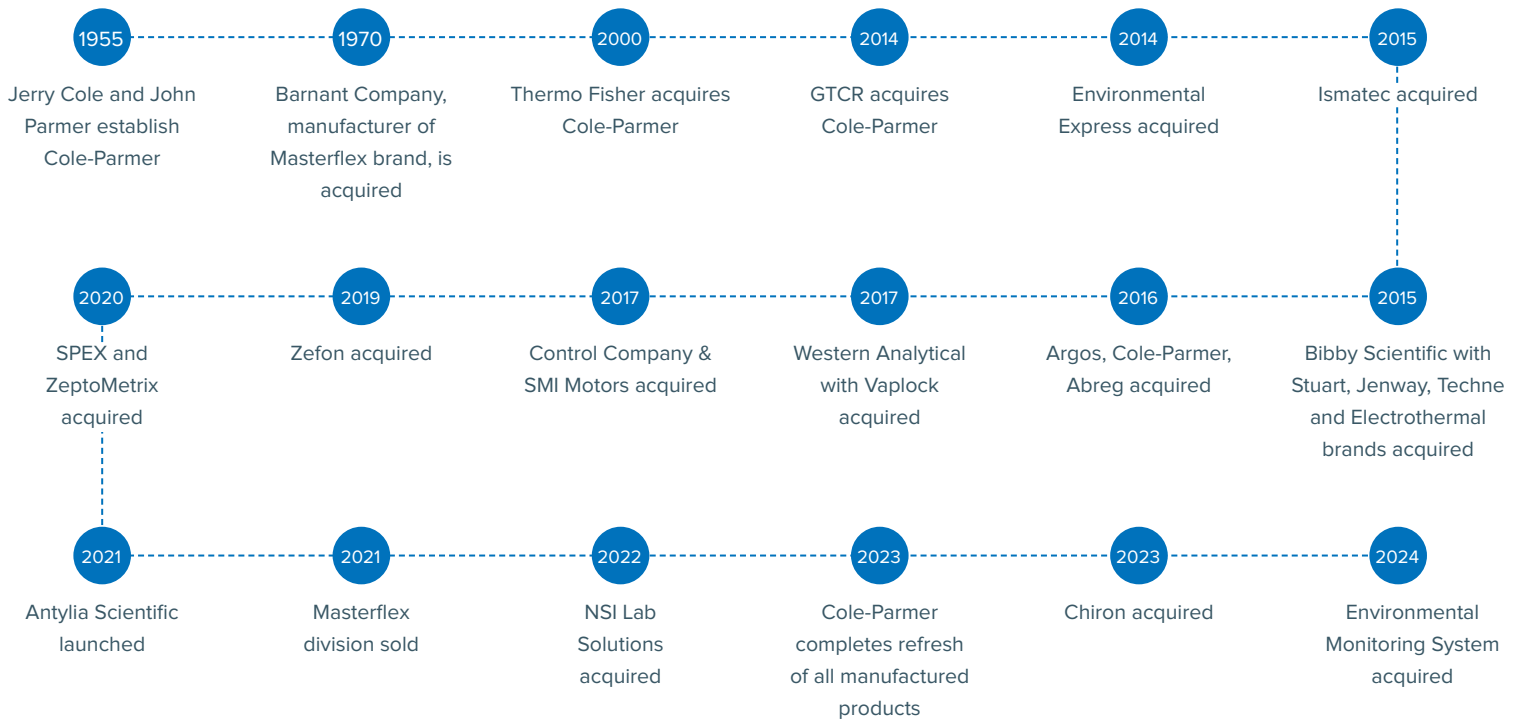 1955
Jerry Cole and John
Parmer establish
Cole-Parmer
1970
Barnant Company,
manufacturer of
Masterflex brand, is
acquired
2000
Thermo Fisher acquires
Cole-Parmer
2014
GTCR acquires
Cole-Parmer
2014
Environmental
Express acquired
2015
Ismatec acquired
2015
Bibby Scientific with
Stuart, Jenway, Techne
and Electrothermal
brands acquired
2016
Argos, Cole-Parmer,
Abreg acquired
2017
Western Analytical
with Vaplock
acquired
2017
Control Company &
SMI Motors acquired
2019
Zefon acquired
2020
SPEX and
ZeptoMetrix
acquired
2021
Antylia Scientific
launched
2021
Masterflex
division sold
2022
NSI Lab
Solutions
acquired
2023
Cole-Parmer
completes refresh
of all manufactured
products
2023
Chiron acquired
2024
Environmental
Monitoring System
acquired